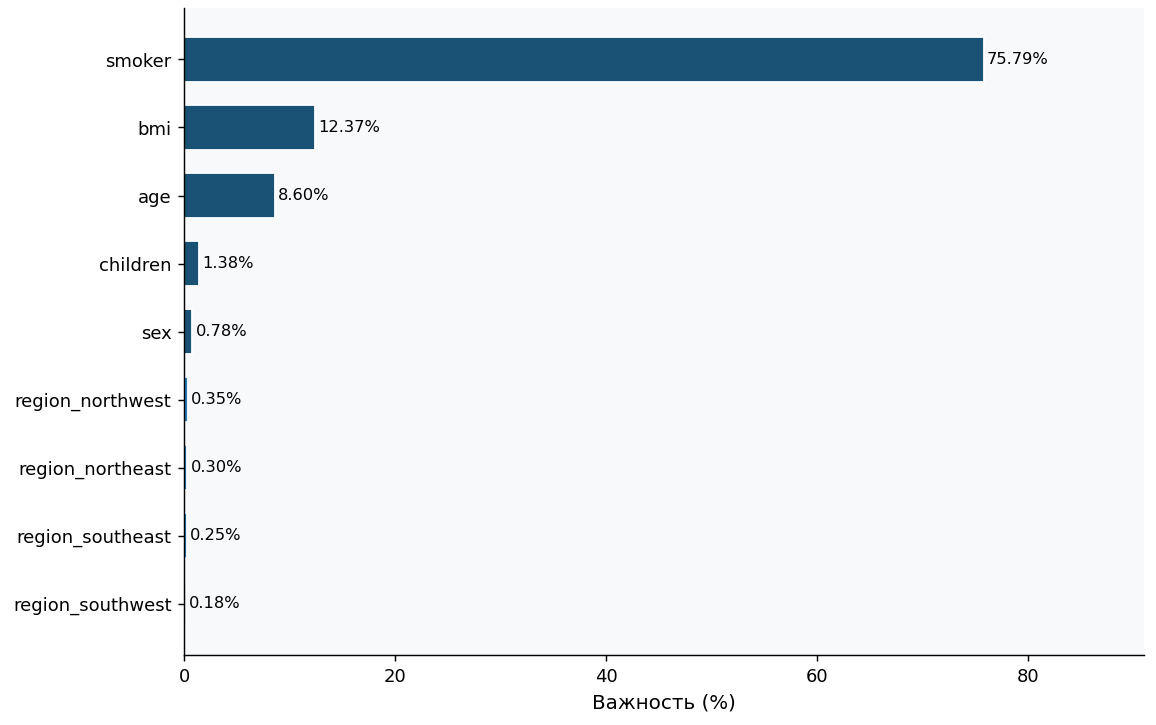 smoker 75.79%
bmi 12.37%
age 8.60%
children 1.38%
sex 0.78%
region_northwest 0.35%
region_northeast 0.30%
region_southeast 0.25%
region_southwest 0.18%
0 20 40 60 80
Важность (%)